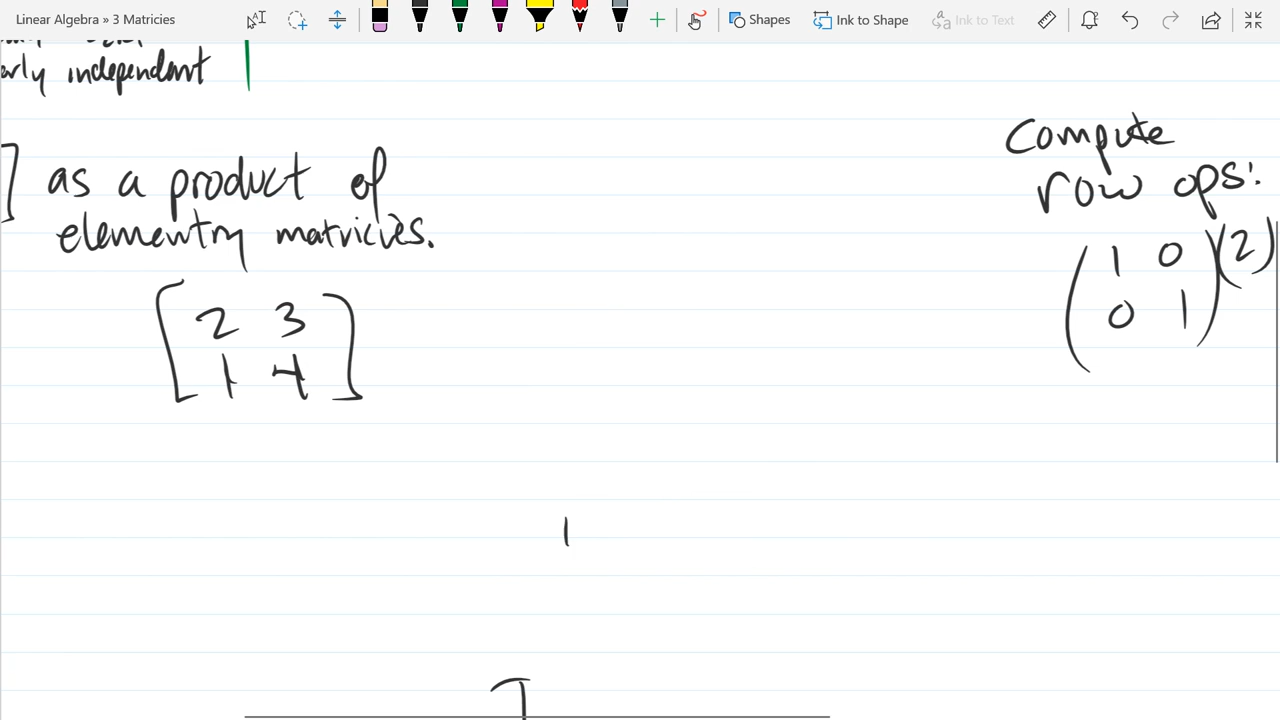 Linear Algebra » 3 Matricies
Shapes
Ink to Shape
Ink to Text
independent
] as a product of
elementry matricies.
[2 3
1 4]
Compute
row ops:
(1 0
0 1)(2)